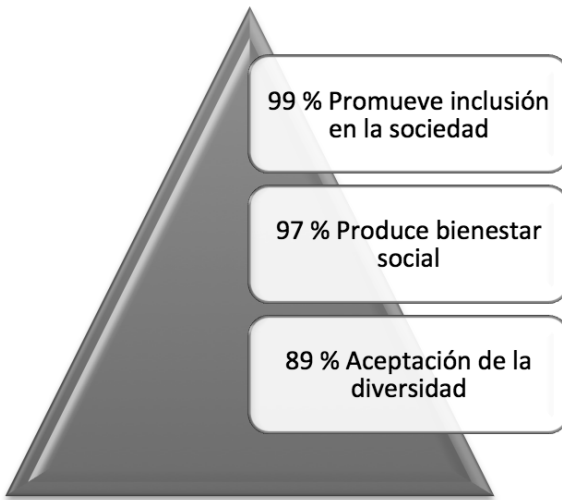 99 % Promueve inclusión
en la sociedad
97 % Produce bienestar
social
89 % Aceptación de la
diversidad